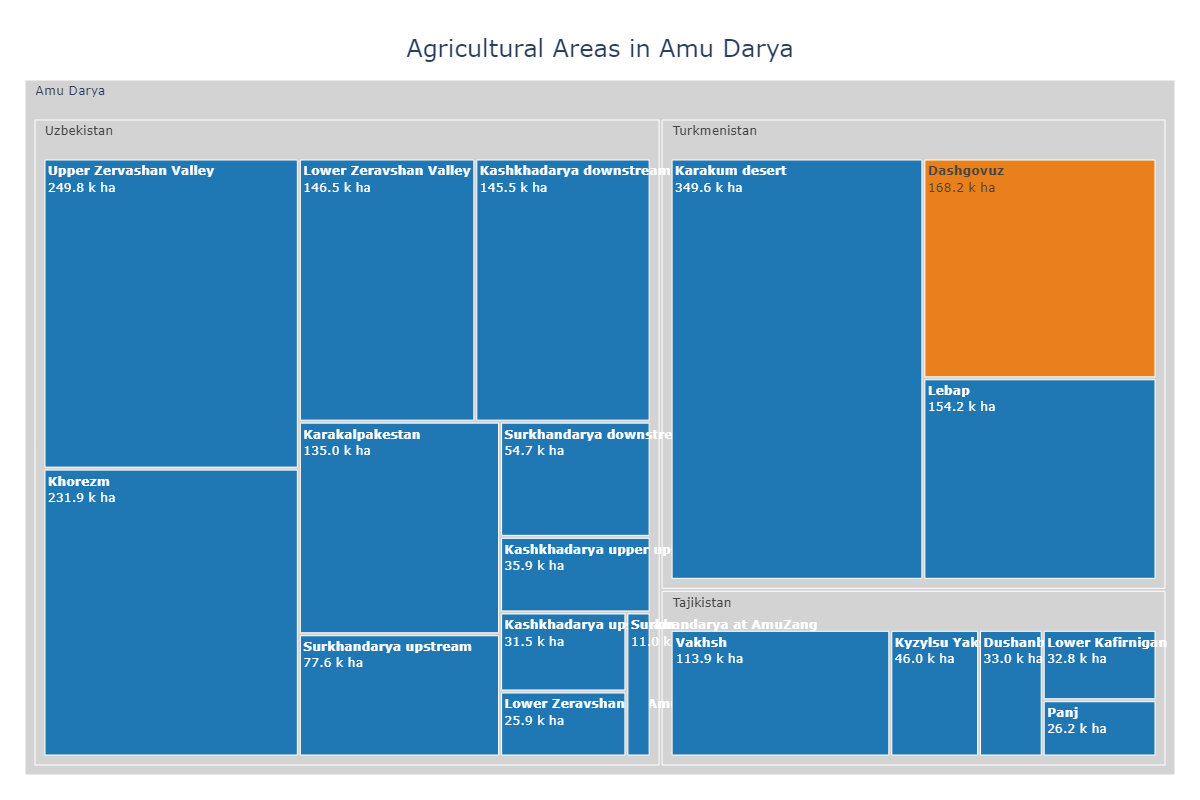 Agricultural Areas in Amu Darya
Amu Darya
Uzbekistan
Upper Zervashan Valley
249.8 k ha
Khorezm
231.9 k ha
Lower Zeravshan Valley
146.5 k ha
Kashkhadarya downstream
145.5 k ha
Karakalpakestan
135.0 k ha
Surkhandarya upstream
77.6 k ha
Surkhandarya downstre
54.7 k ha
Kashkhadarya upper up
35.9 k ha
Kashkhadarya up
31.5 k ha
Lower Zeravshan
25.9 k ha
Surkhandarya at AmuZang
11.0 k
Turkmenistan
Karakum desert
349.6 k ha
Dashgovuz
168.2 k ha
Lebap
154.2 k ha
Tajikistan
Vakhsh
113.9 k ha
Kyzylsu Yak
46.0 k ha
Dushanb
33.0 k ha
Lower Kafirnigan
32.8 k ha
Panj
26.2 k ha